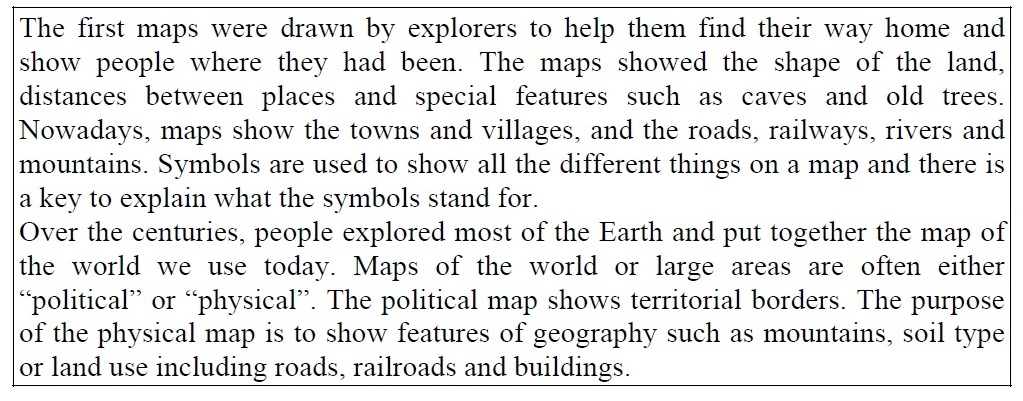 The first maps were drawn by explorers to help them find their way home and
show people where they had been. The maps showed the shape of the land,
distances between places and special features such as caves and old trees.
Nowadays, maps show the towns and villages, and the roads, railways, rivers and
mountains. Symbols are used to show all the different things on a map and there is
a key to explain what the symbols stand for.
Over the centuries, people explored most of the Earth and put together the map of
the world we use today. Maps of the world or large areas are often either
“political” or “physical”. The political map shows territorial borders. The purpose
of the physical map is to show features of geography such as mountains, soil type
or land use including roads, railroads and buildings.